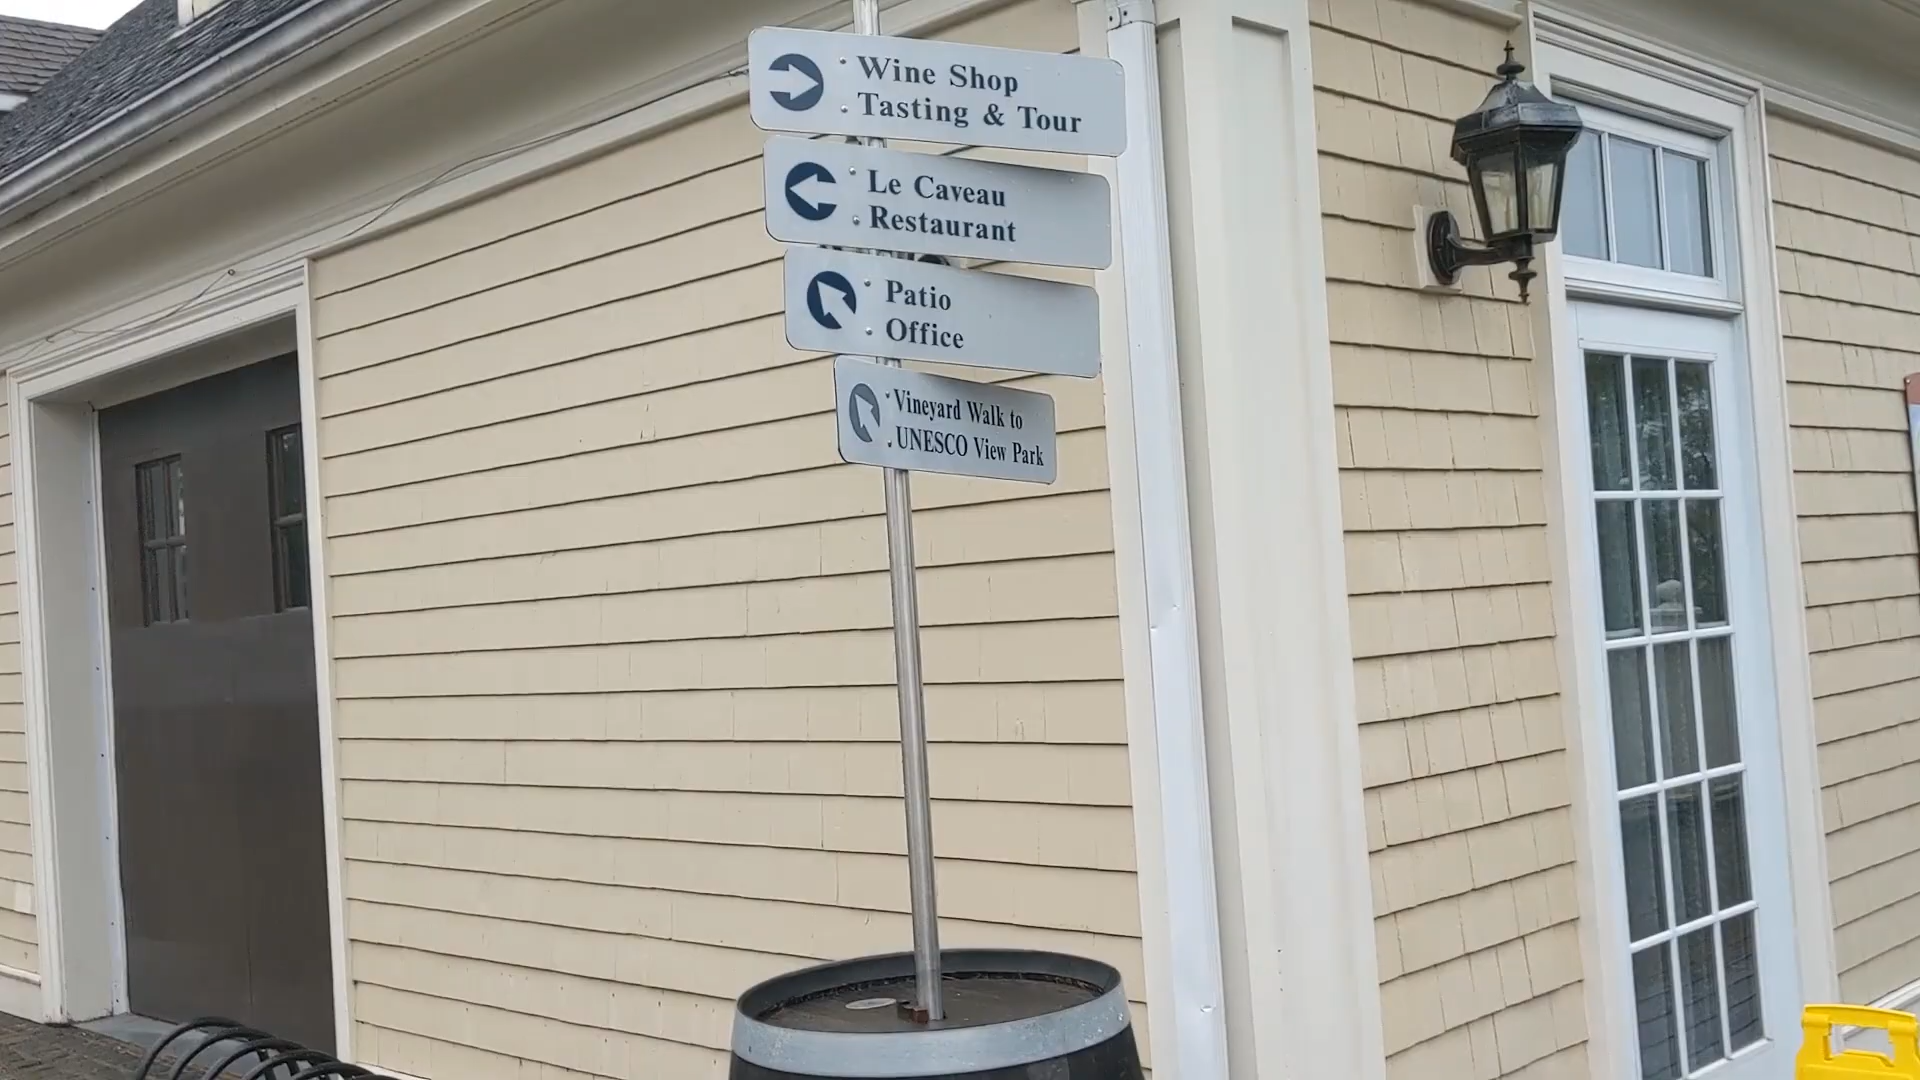 Wine Shop
Tasting & Tour
Le Caveau
Restaurant
Patio
Office
Vineyard Walk to
UNESCO View Park